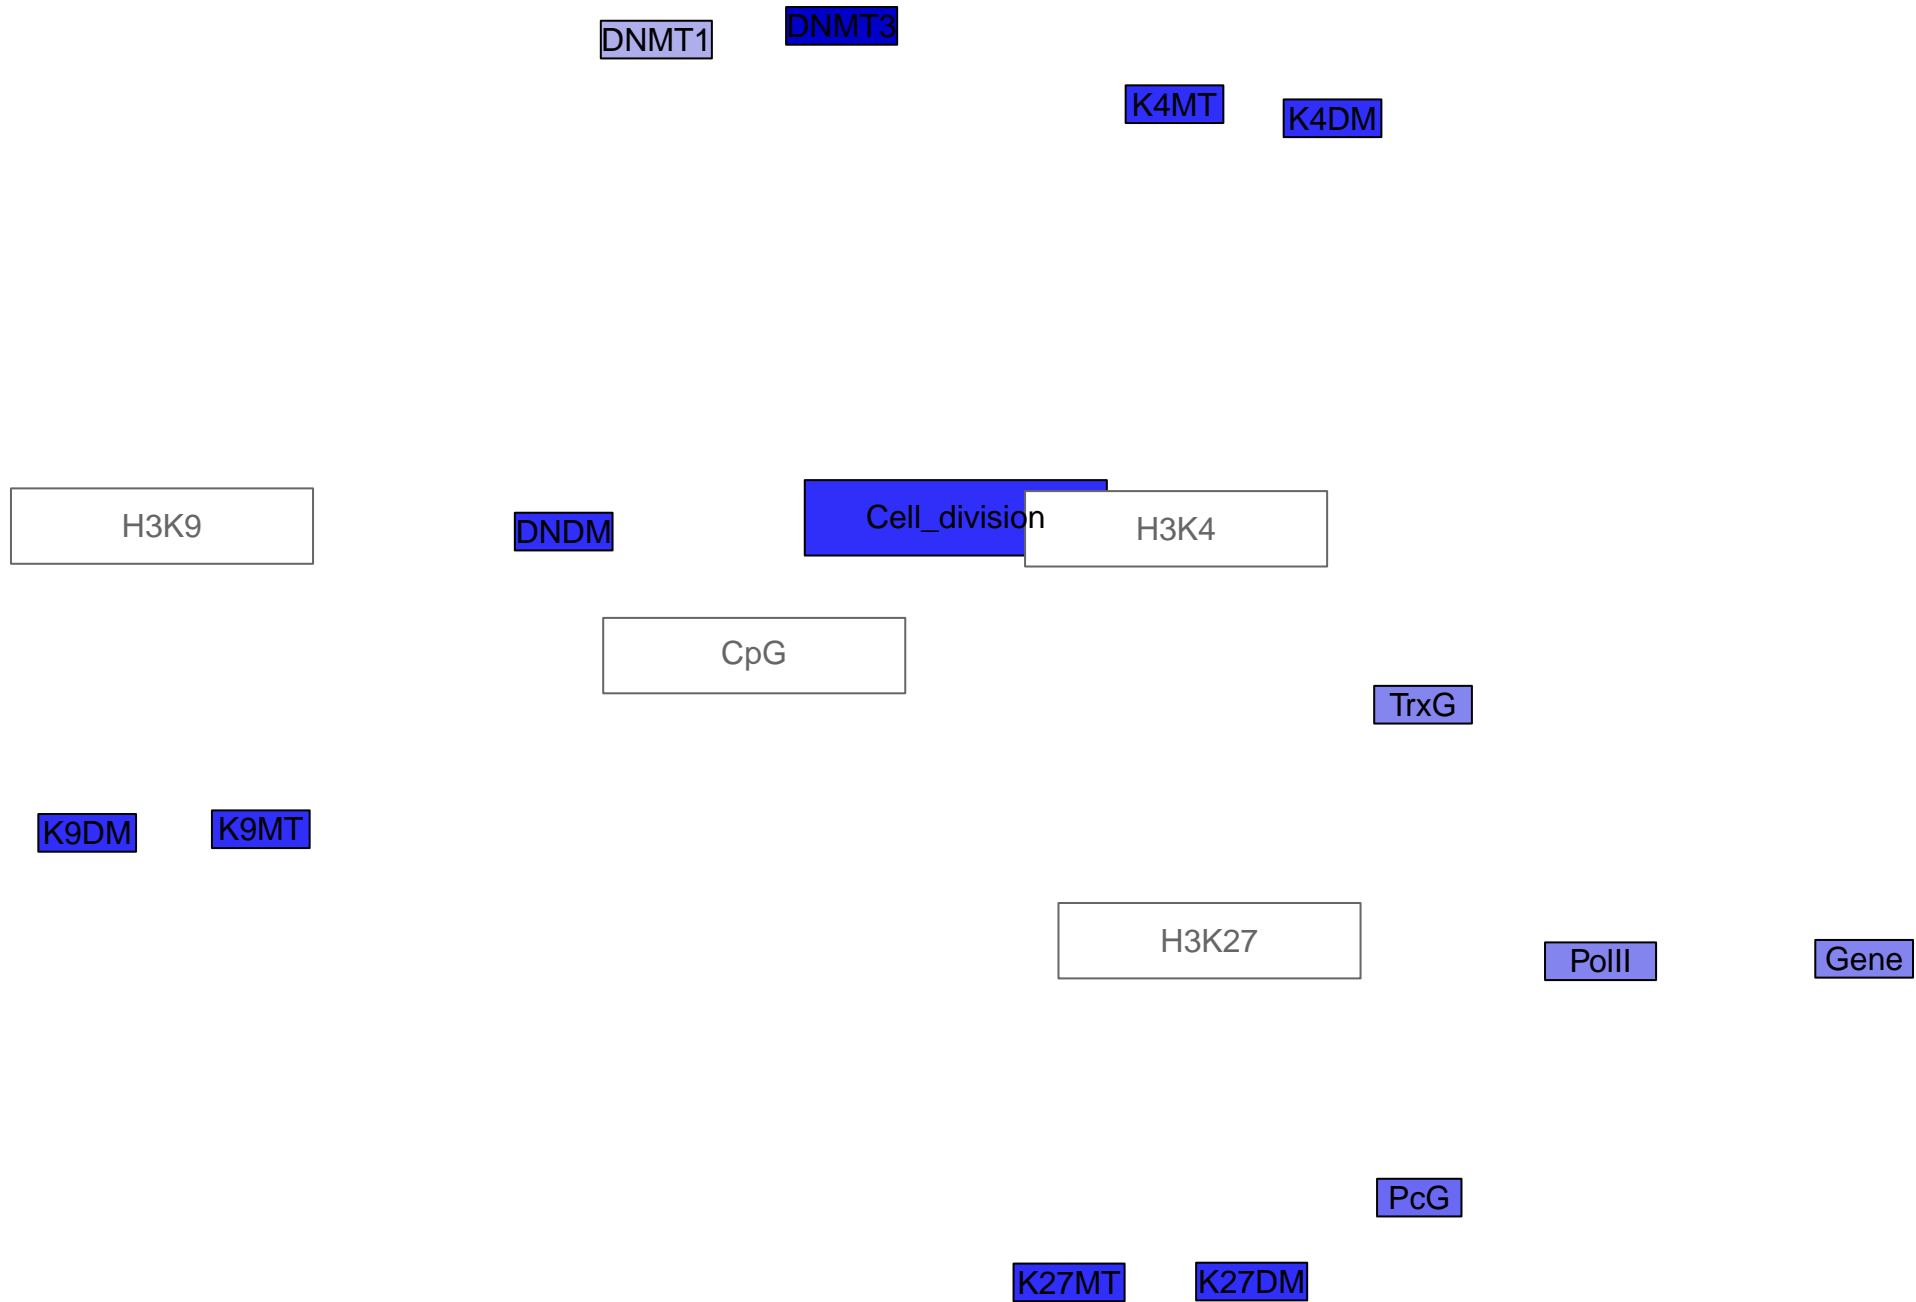 DNMT1
DNMT3
K4MT
K4DM
H3K9
DNDM
Cell_division
H3K4
CpG
TrxG
K9DM
K9MT
H3K27
PolII
Gene
PcG
K27MT
K27DM